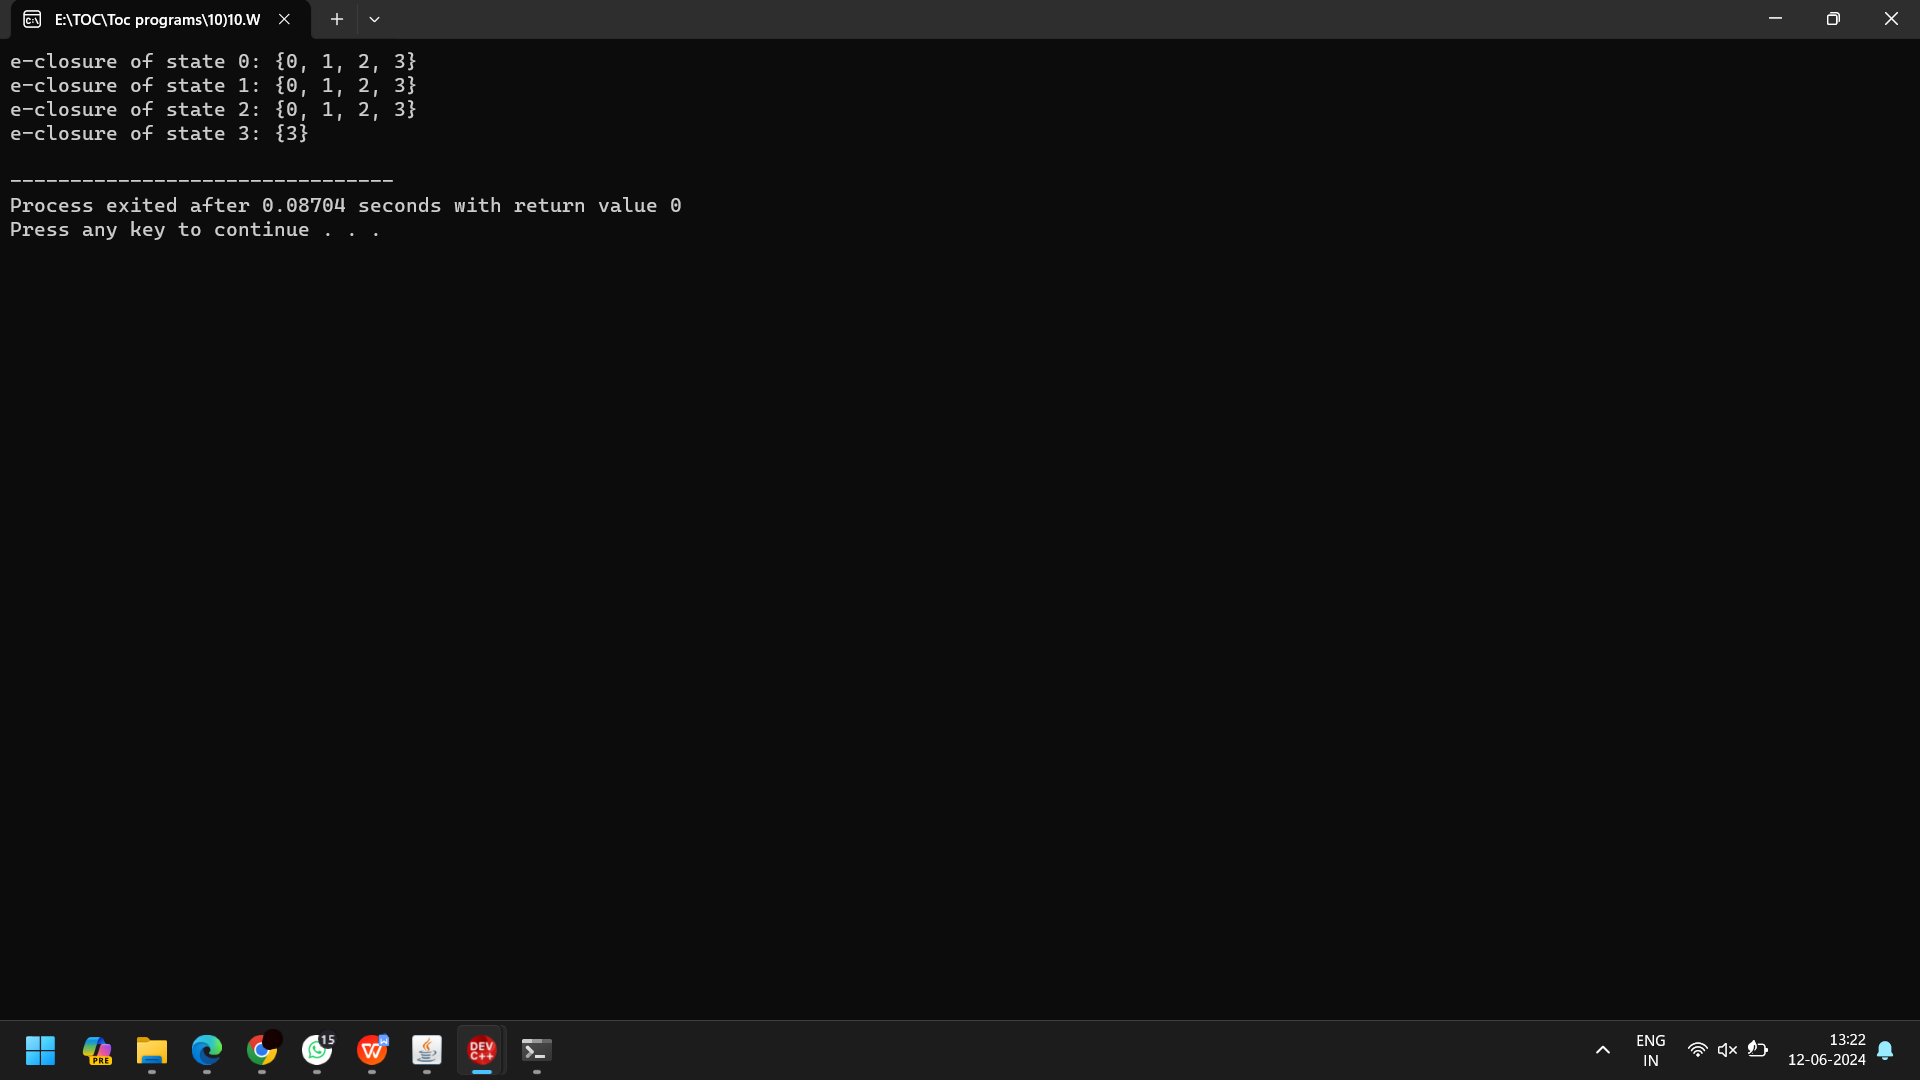 E:\TOC\Toc programs\10)10.W
e-closure of state 0: {0, 1, 2, 3}
e-closure of state 1: {0, 1, 2, 3}
e-closure of state 2: {0, 1, 2, 3}
e-closure of state 3: {3}
--------------------------------
Process exited after 0.08704 seconds with return value 0
Press any key to continue . . .
PRE
15
W
DEV
C++
ENG
IN
13:22
12-06-2024